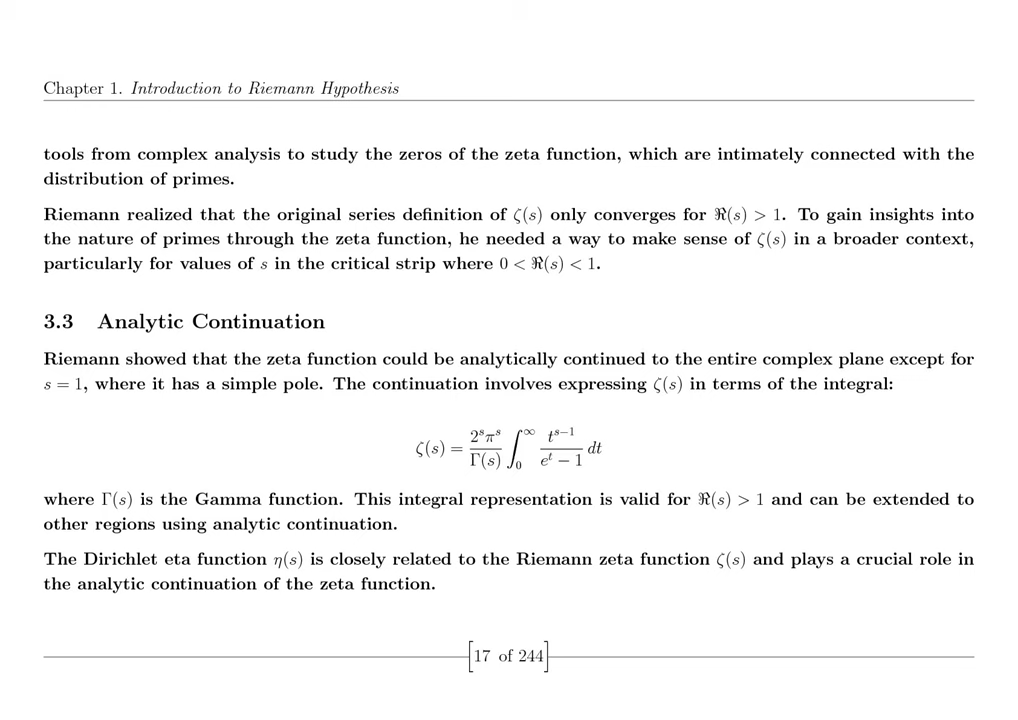 Chapter 1. Introduction to Riemann Hypothesis
tools from complex analysis to study the zeros of the zeta function, which are intimately connected with the
distribution of primes.
Riemann realized that the original series definition of ζ(s) only converges for ℜ(s) > 1. To gain insights into
the nature of primes through the zeta function, he needed a way to make sense of ζ(s) in a broader context,
particularly for values of s in the critical strip where 0 < ℜ(s) < 1.
3.3 Analytic Continuation
Riemann showed that the zeta function could be analytically continued to the entire complex plane except for
s = 1, where it has a simple pole. The continuation involves expressing ζ(s) in terms of the integral:
ζ(s) = \frac{2^s π^s}{Γ(s)} \int_0^∞ \frac{t^{s−1}}{e^t − 1} dt
where Γ(s) is the Gamma function. This integral representation is valid for ℜ(s) > 1 and can be extended to
other regions using analytic continuation.
The Dirichlet eta function η(s) is closely related to the Riemann zeta function ζ(s) and plays a crucial role in
the analytic continuation of the zeta function.
[17 of 244]